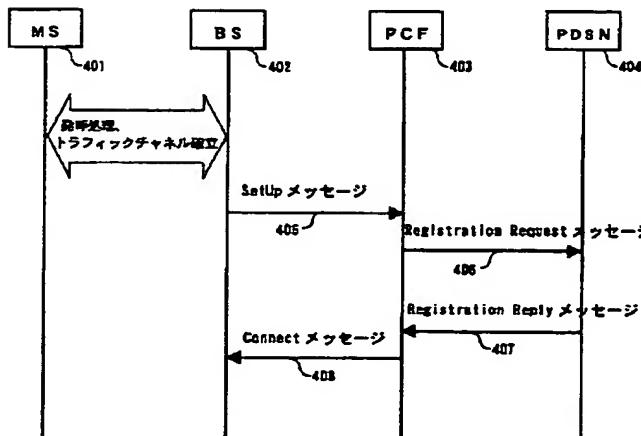 MS
BS
PCF
PDSN
401
402
403
404
発呼処理、
トラフィックチャネル確立
SetUp メッセージ
405
Registration Request メッセージ
406
Registration Reply メッセージ
407
Connect メッセージ
408